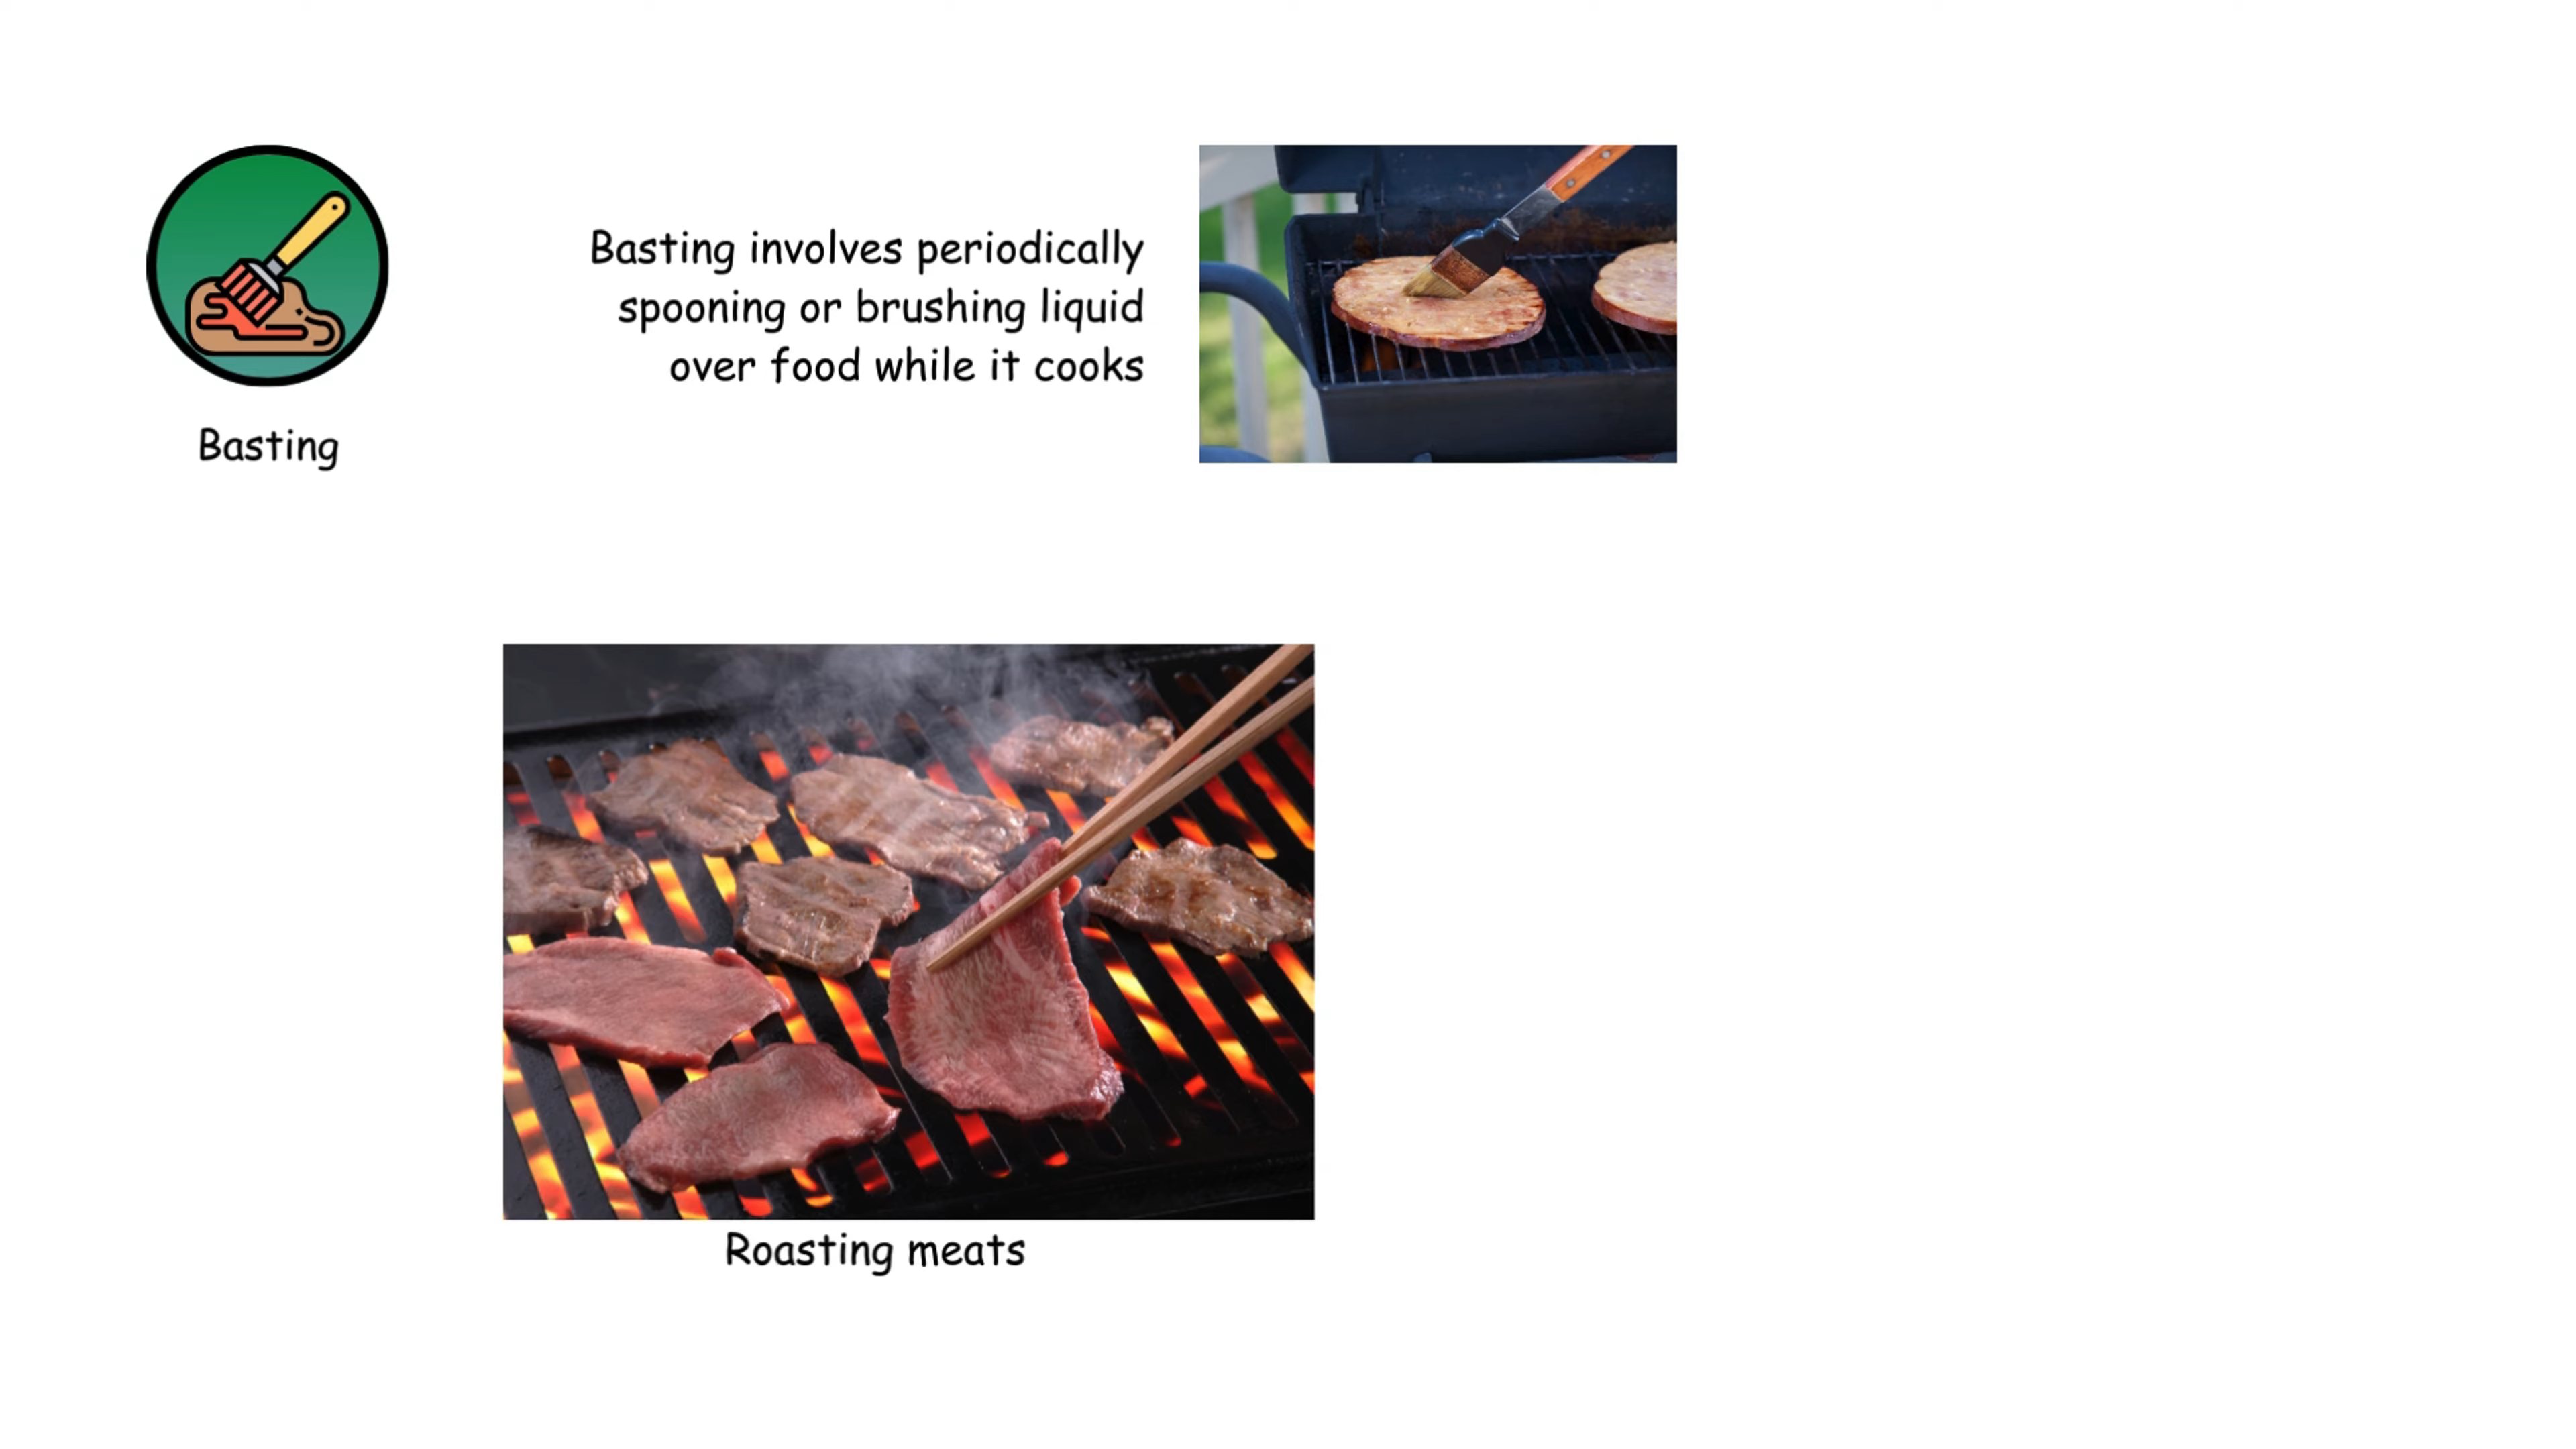 Basting
Basting involves periodically
spooning or brushing liquid
over food while it cooks
Roasting meats